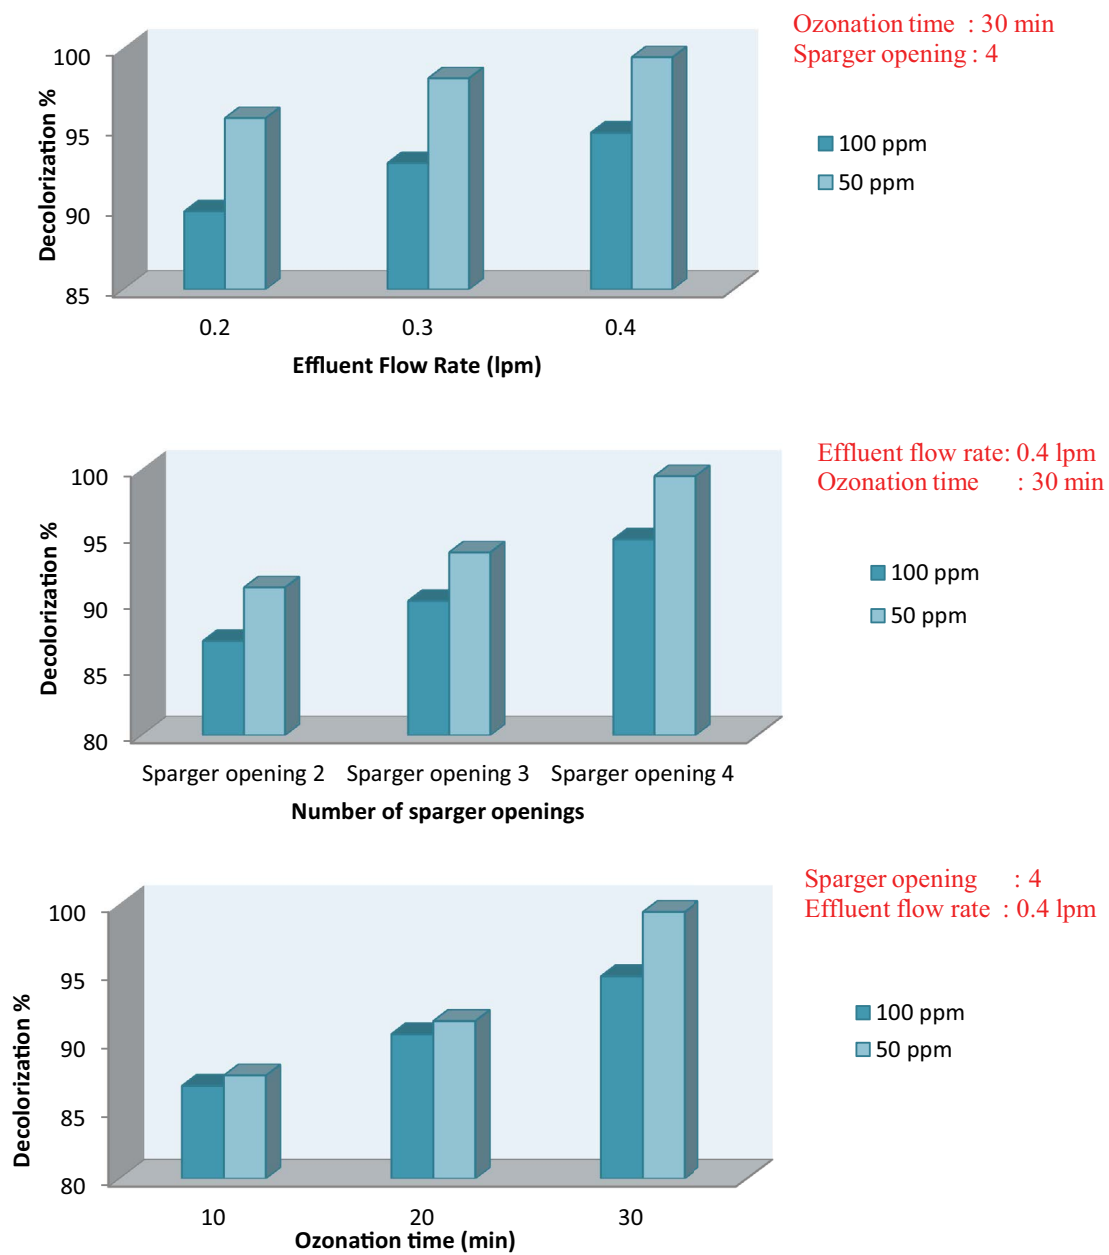 Ozonation time : 30 min
Sparger opening : 4
100
95
90
85
Decolorization %
100 ppm
50 ppm
0.2 0.3 0.4
Effluent Flow Rate (lpm)
Effluent flow rate: 0.4 lpm
Ozonation time : 30 min
100
95
90
85
80
Decolorization %
100 ppm
50 ppm
Sparger opening 2 Sparger opening 3 Sparger opening 4
Number of sparger openings
Sparger opening : 4
Effluent flow rate : 0.4 lpm
100
95
90
85
80
Decolorization %
100 ppm
50 ppm
10 20 30
Ozonation time (min)